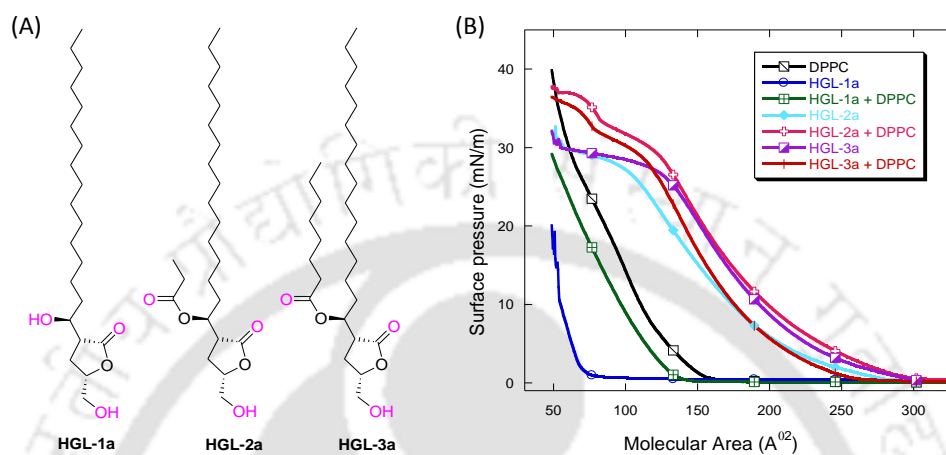 (A)
HO
O
O
OH
HGL-1a
O
O
O
O
OH
HGL-2a
O
O
O
O
OH
HGL-3a
(B)
Surface pressure (mN/m)
40
30
20
10
0
50 100 150 200 250 300
Molecular Area (A⁰²)
DPPC
HGL-1a
HGL-1a + DPPC
HGL-2a
HGL-2a + DPPC
HGL-3a
HGL-3a + DPPC